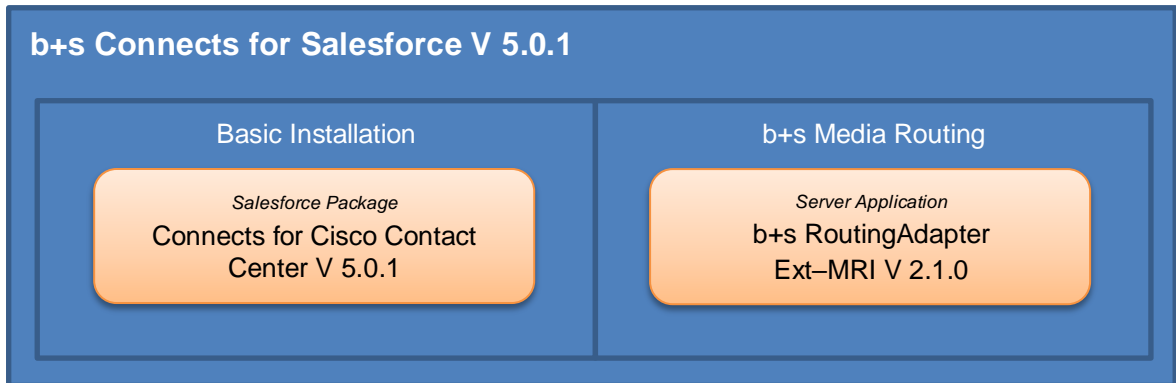 b+s Connects for Salesforce V 5.0.1
Basic Installation
Salesforce Package
Connects for Cisco Contact
Center V 5.0.1
b+s Media Routing
Server Application
b+s RoutingAdapter
Ext–MRI V 2.1.0